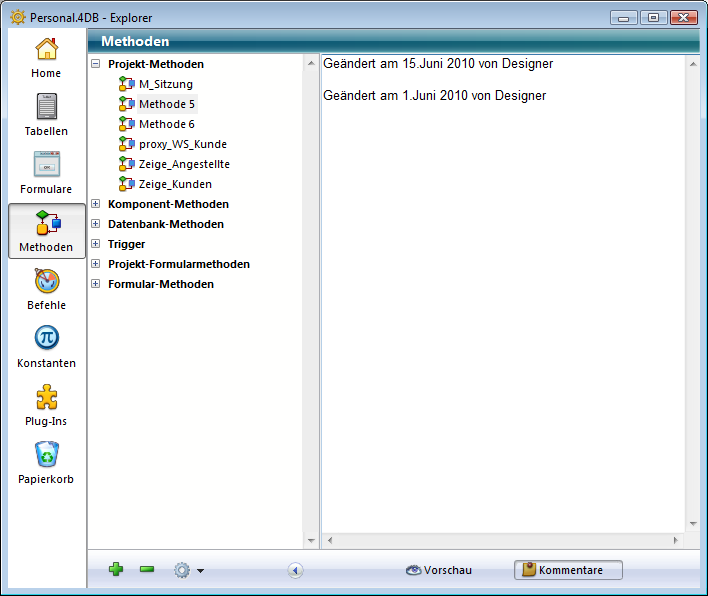 Personal.4DB - Explorer
Home
Tabellen
Formulare
Methoden
Befehle
Konstanten
Plug-Ins
Papierkorb
Methoden
Projekt-Methoden
M_Sitzung
Methode 5
Methode 6
proxy_WS_Kunde
Zeige_Angestellte
Zeige_Kunden
Komponent-Methoden
Datenbank-Methoden
Trigger
Projekt-Formularmethoden
Formular-Methoden
Geändert am 15.Juni 2010 von Designer
Geändert am 1.Juni 2010 von Designer
Vorschau
Kommentare